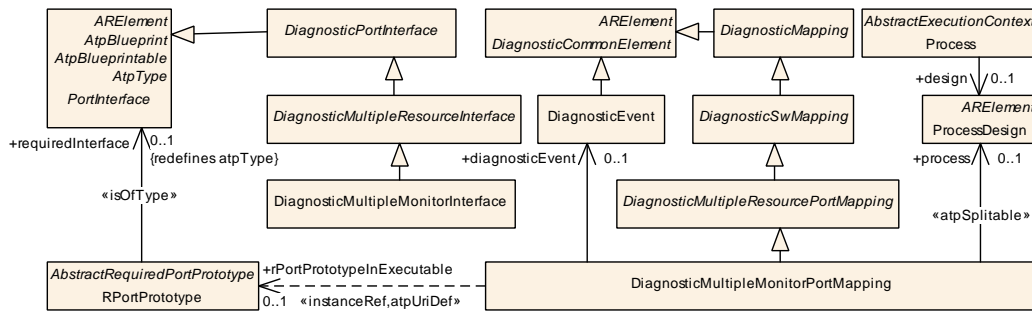 ARElement
AtpBlueprint
AtpBlueprintable
AtpType
PortInterface
DiagnosticPortInterface
ARElement
DiagnosticCommonElement
DiagnosticMapping
AbstractExecutionContext
Process
+design 0..1
DiagnosticMultipleResourceInterface
DiagnosticEvent
DiagnosticSwMapping
ARElement
ProcessDesign
+requiredInterface 0..1
{redefines atpType}
+diagnosticEvent 0..1
+process 0..1
«isOfType»
DiagnosticMultipleMonitorInterface
DiagnosticMultipleResourcePortMapping
«atpSplitable»
AbstractRequiredPortPrototype
RPortPrototype
+rPortPrototypeInExecutable
0..1 «instanceRef,atpUriDef»
DiagnosticMultipleMonitorPortMapping